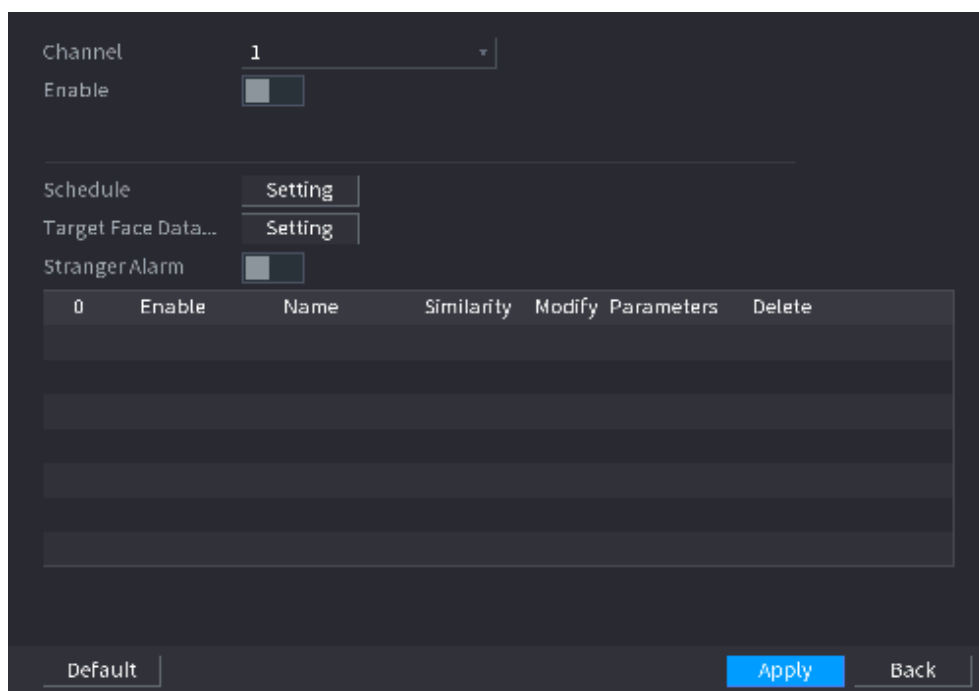 Channel 1
Enable
Schedule Setting
Target Face Data... Setting
Stranger Alarm
0 Enable Name Similarity Modify Parameters Delete
Default Apply Back